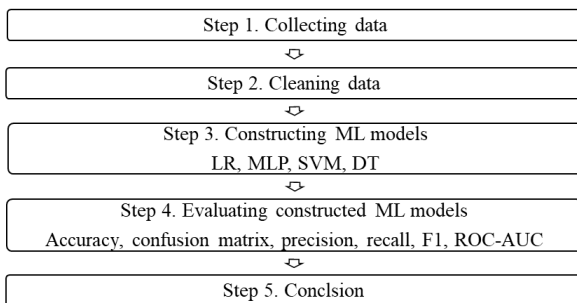 Step 1. Collecting data
Step 2. Cleaning data
Step 3. Constructing ML models
LR, MLP, SVM, DT
Step 4. Evaluating constructed ML models
Accuracy, confusion matrix, precision, recall, F1, ROC-AUC
Step 5. Conclsion